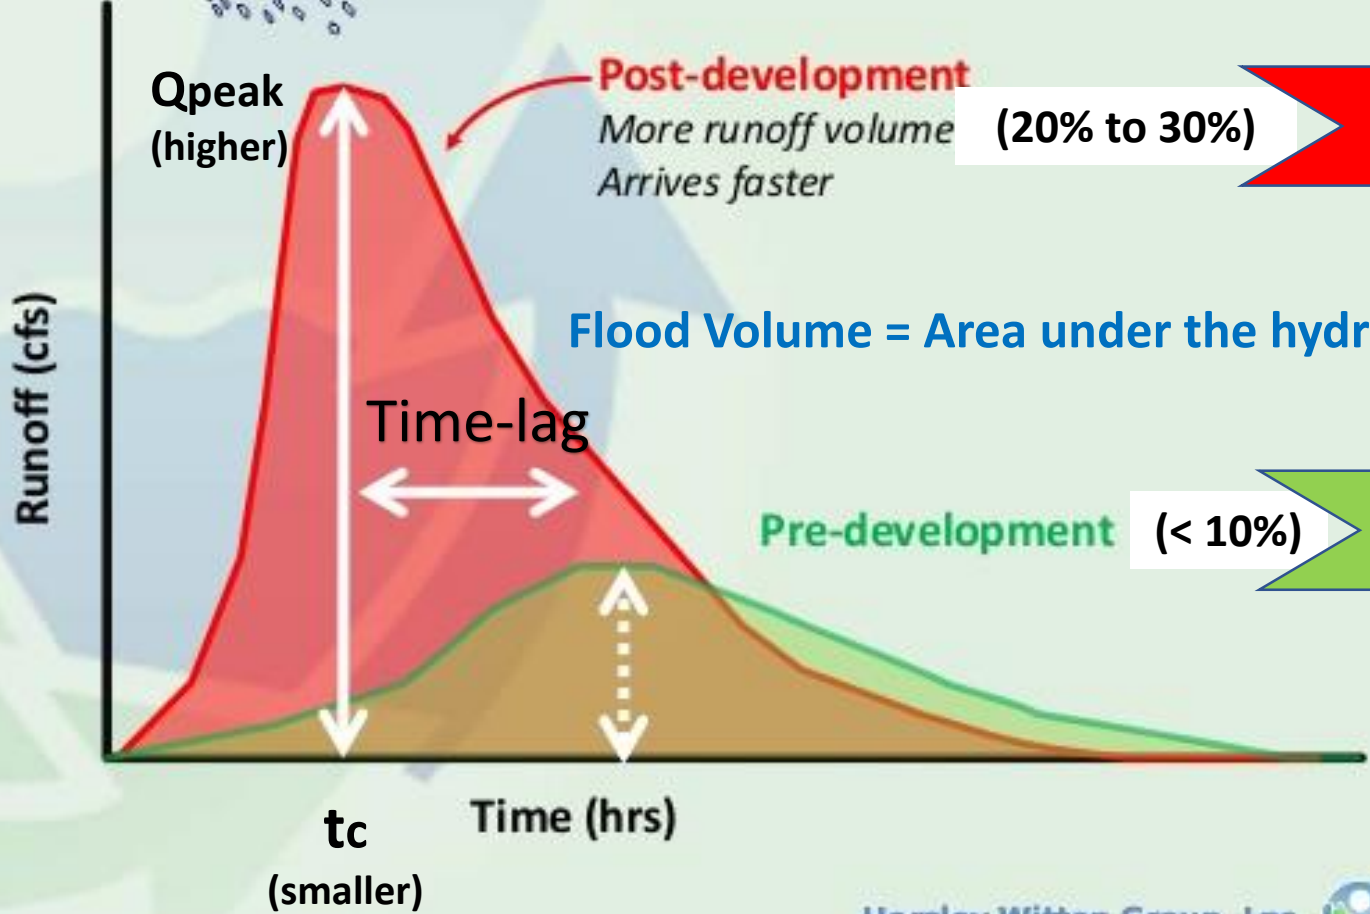 Qpeak
(higher)
Post-development
More runoff volume
(20% to 30%)
Arrives faster
Runoff (cfs)
Flood Volume = Area under the hydr
Time-lag
Pre-development
(< 10%)
tc
(smaller)
Time (hrs)